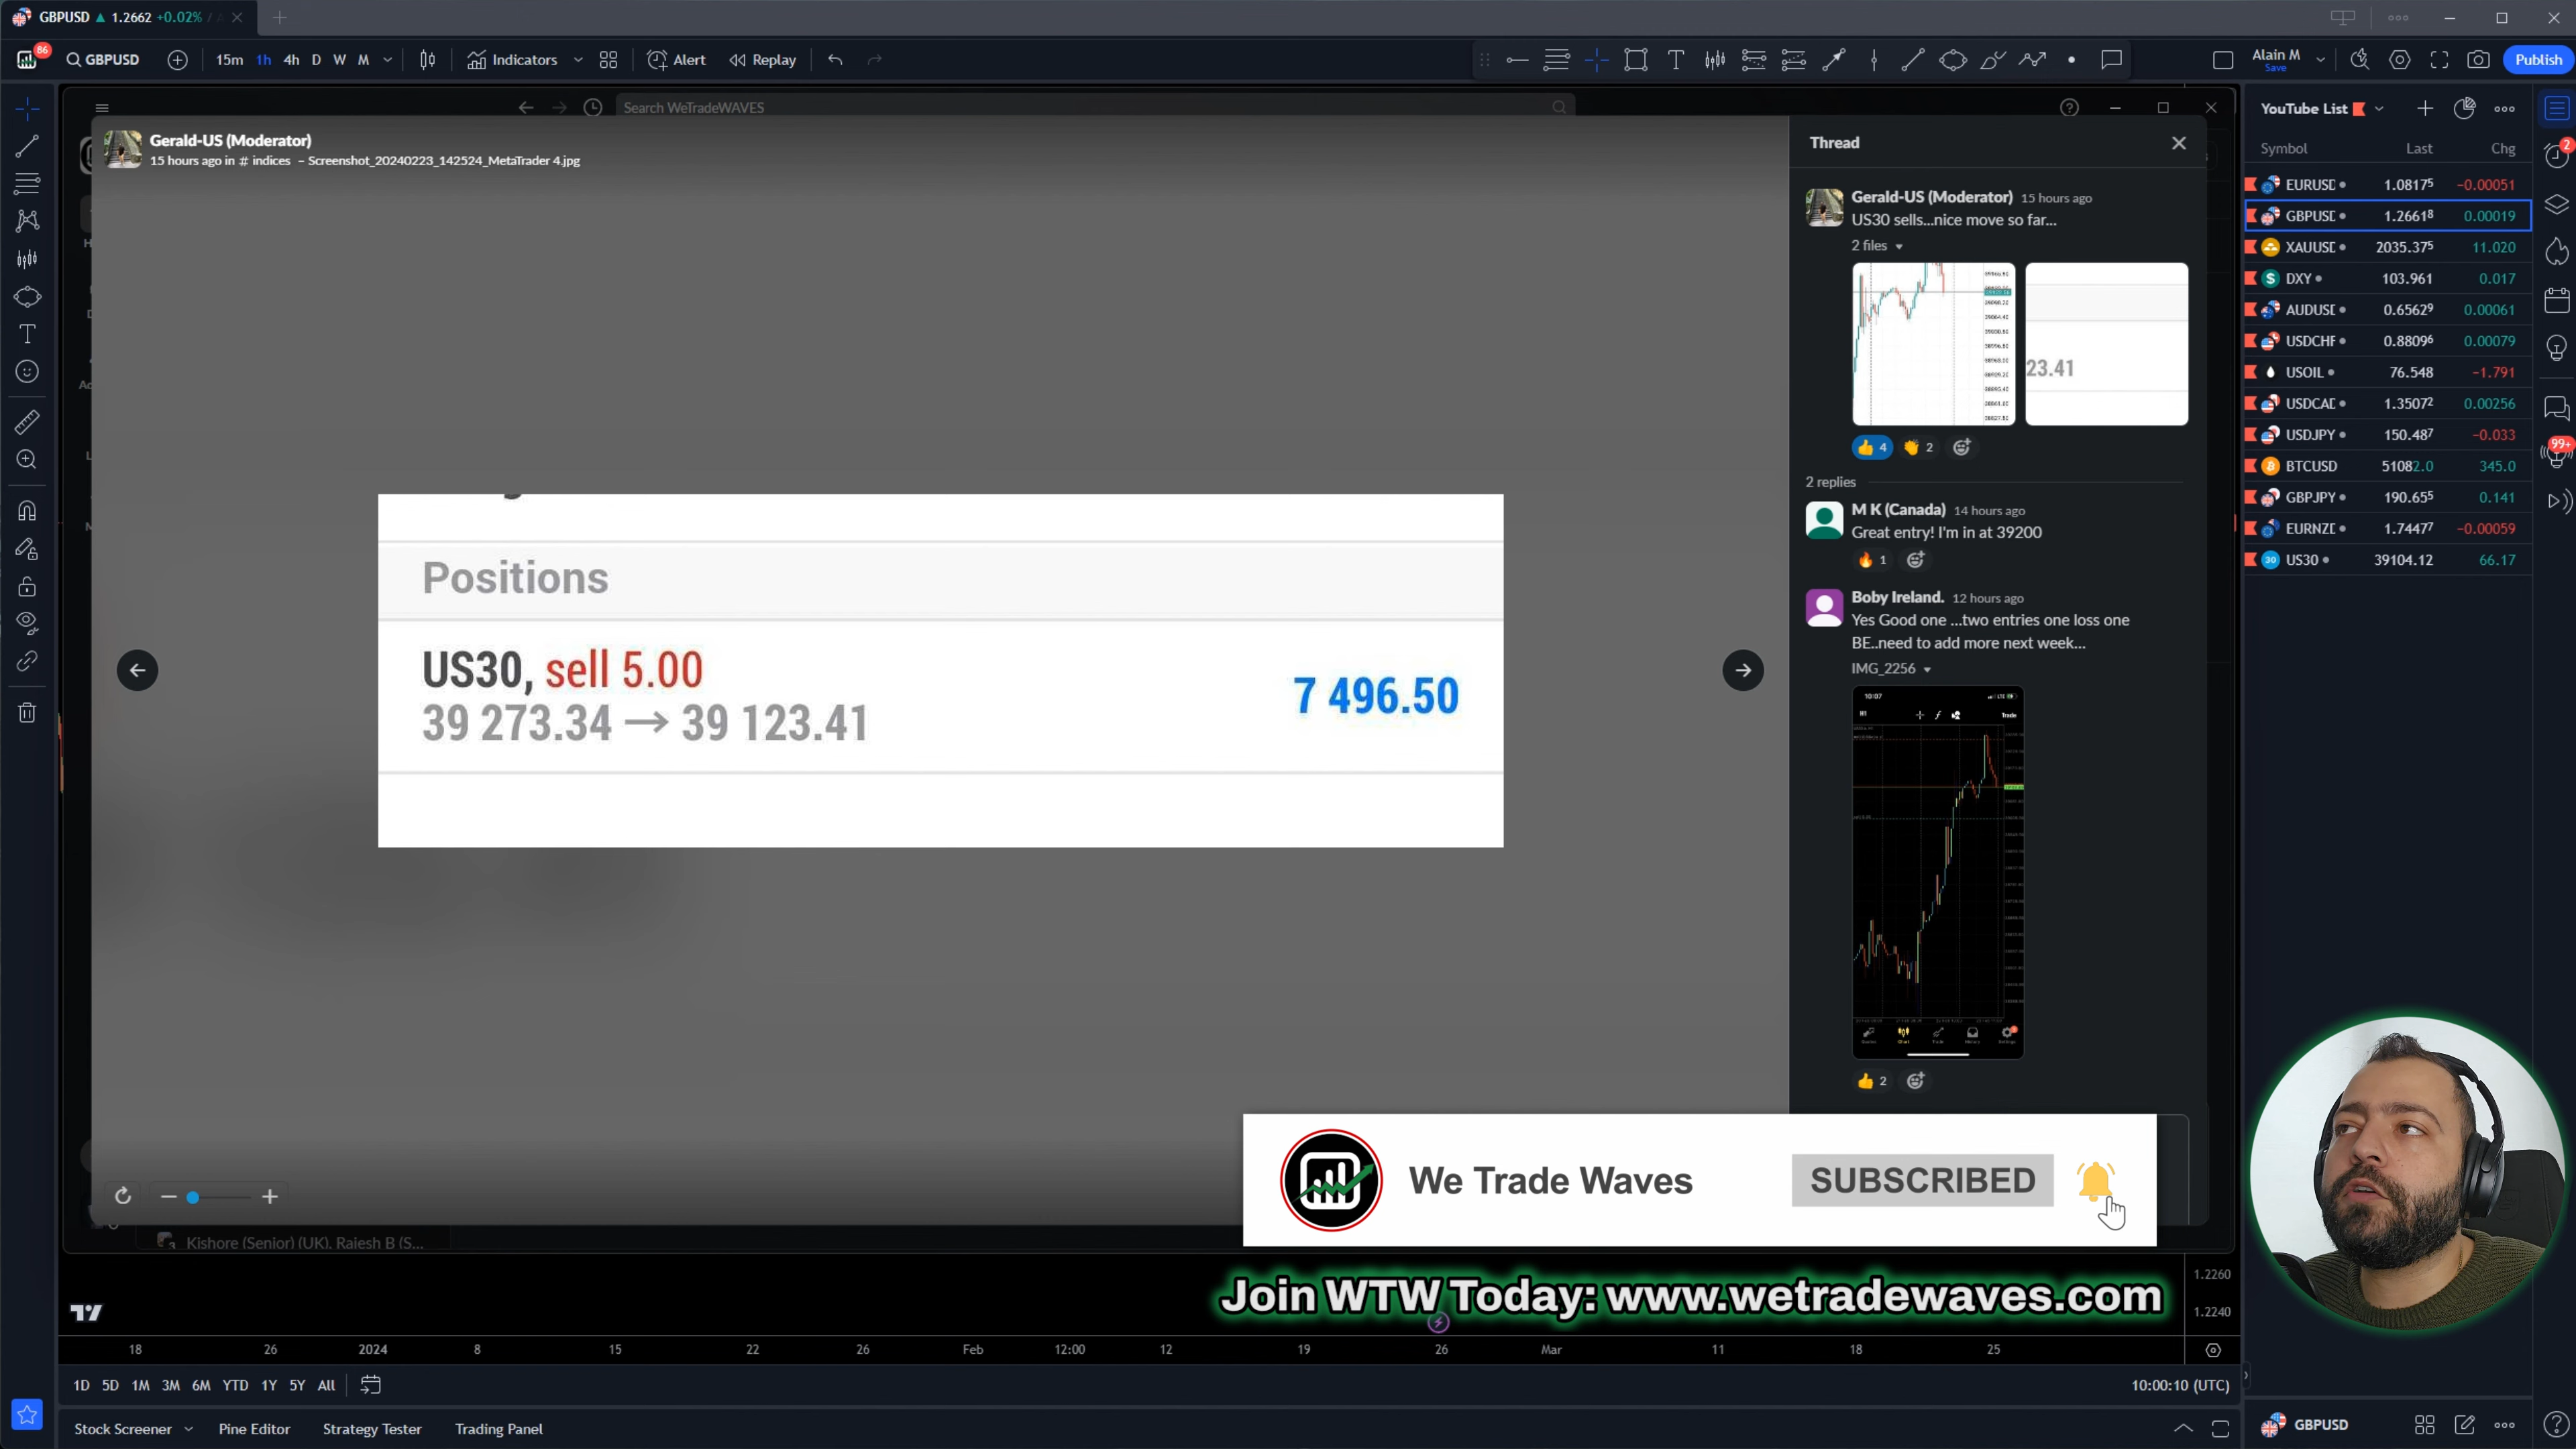 GBPUSD ▲ 1.2662 +0.02% /
86
GBPUSD
15m 1h 4h D W M
Indicators
Alert
Replay
Alain M
Save
Publish
Search WeTradeWAVES
Gerald-US (Moderator)
15 hours ago in # indices – Screenshot_20240223_142524_MetaTrader 4.jpg
Positions
US30, sell 5.00
39 273.34 → 39 123.41
7 496.50
Thread
Gerald-US (Moderator) 15 hours ago
US30 sells...nice move so far...
2 files
23.41
4 2
2 replies
M K (Canada) 14 hours ago
Great entry! I'm in at 39200
1
Boby Ireland. 12 hours ago
Yes Good one ...two entries one loss one
BE..need to add more next week...
IMG_2256
10:07
Trade
2
YouTube List
Symbol Last Chg
EURUSD 1.08175 −0.00051
GBPUSD 1.26618 0.00019
XAUUSD 2035.375 11.020
DXY 103.961 0.017
AUDUSD 0.65629 0.00061
USDCHF 0.88096 0.00079
USOIL 76.548 −1.791
USDCAD 1.35072 0.00256
USDJPY 150.487 −0.033
BTCUSD 51082.0 345.0
GBPJPY 190.655 0.141
EURNZD 1.74477 −0.00059
US30 39104.12 66.17
2
99+
We Trade Waves
SUBSCRIBED
Kishore (Senior) (UK), Rajesh B (S...
Join WTW Today: www.wetradewaves.com
1.2260
1.2240
18 26 2024 8 15 22 26 Feb 12:00 12 19 26 Mar 11 18 25
1D 5D 1M 3M 6M YTD 1Y 5Y All
10:00:10 (UTC)
Stock Screener Pine Editor Strategy Tester Trading Panel
GBPUSD